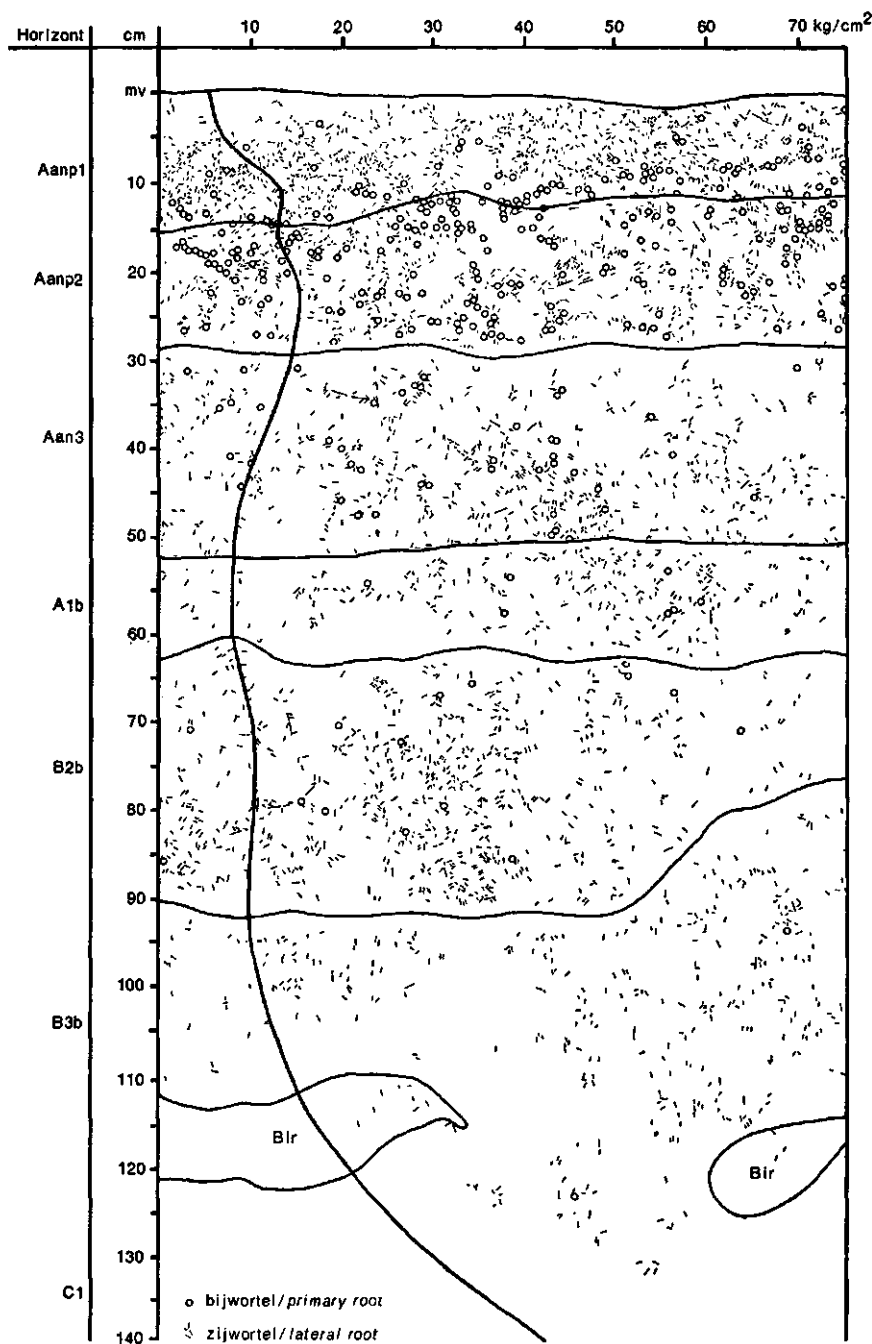 Horizont cm 10 20 30 40 50 60 70 kg/cm²
mv
Aanp1
10
Aanp2
20
30
Aan3
40
50
A1b
60
70
B2b
80
90
100
B3b
110
BIr
120
Bir
130
C1
bijwortel/primary root
140
zijwortel/lateral root